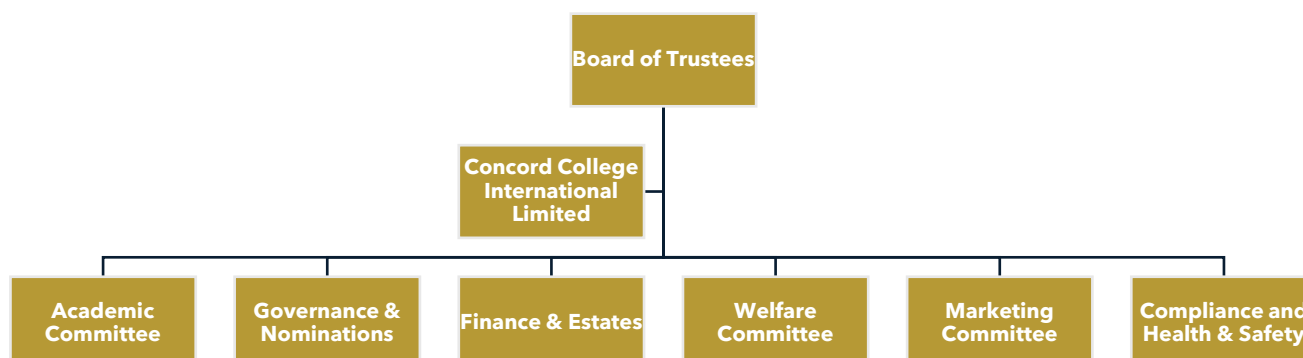 Board of Trustees
Concord College
International
Limited
Academic
Committee
Governance &
Nominations
Finance & Estates
Welfare
Committee
Marketing
Committee
Compliance and
Health & Safety